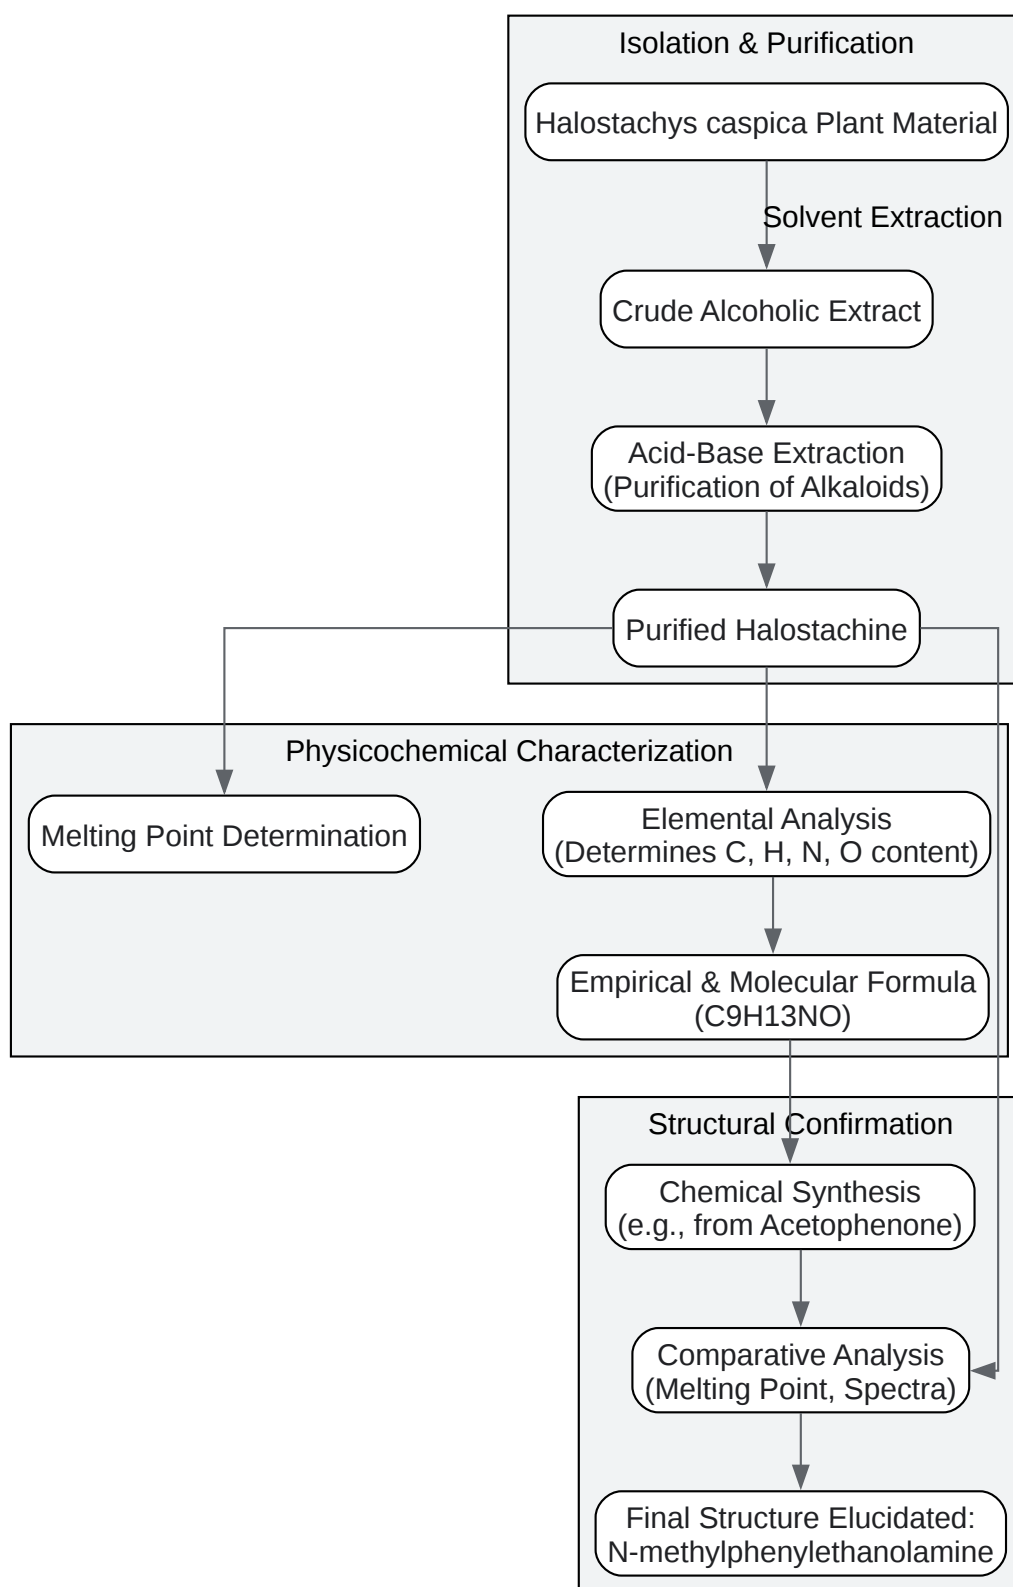 Isolation & Purification
Halostachys caspica Plant Material
Solvent Extraction
Crude Alcoholic Extract
Acid-Base Extraction
(Purification of Alkaloids)
Purified Halostachine
Physicochemical Characterization
Melting Point Determination
Elemental Analysis
(Determines C, H, N, O content)
Empirical & Molecular Formula
(C9H13NO)
Structural Confirmation
Chemical Synthesis
(e.g., from Acetophenone)
Comparative Analysis
(Melting Point, Spectra)
Final Structure Elucidated:
N-methylphenylethanolamine